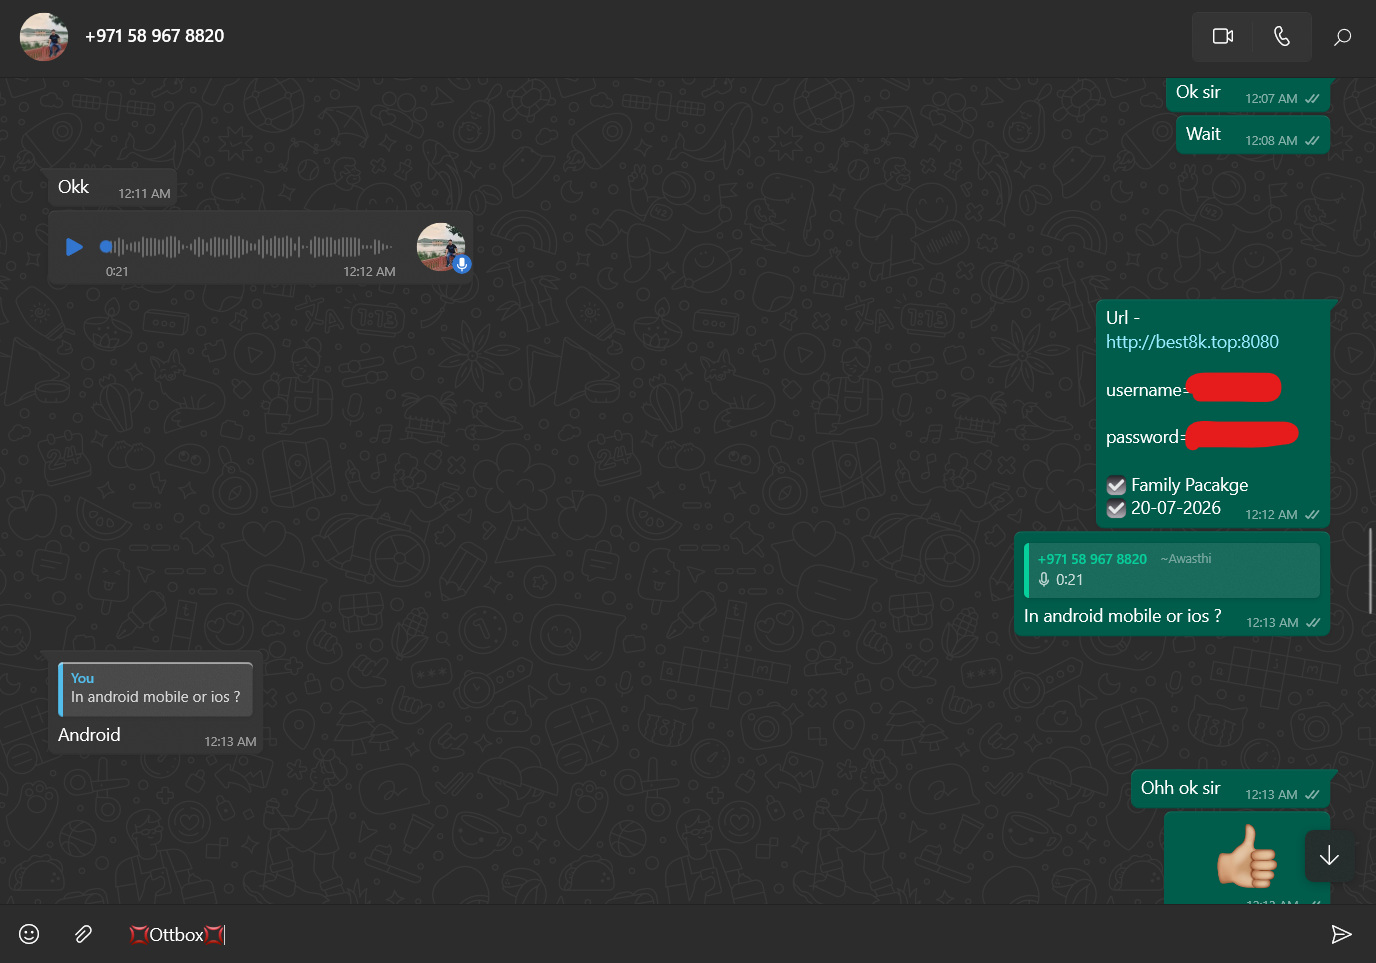 +971 58 967 8820
Ok sir 12:07 AM
Wait 12:08 AM
Okk 12:11 AM
0:21 12:12 AM
Url -
http://best8k.top:8080
username=
password=
Family Pacakge
20-07-2026 12:12 AM
+971 58 967 8820 ~Awasthi
0:21
In android mobile or ios ? 12:13 AM
You
In android mobile or ios ?
Android 12:13 AM
Ohh ok sir 12:13 AM
12:13 AM
Ottbox